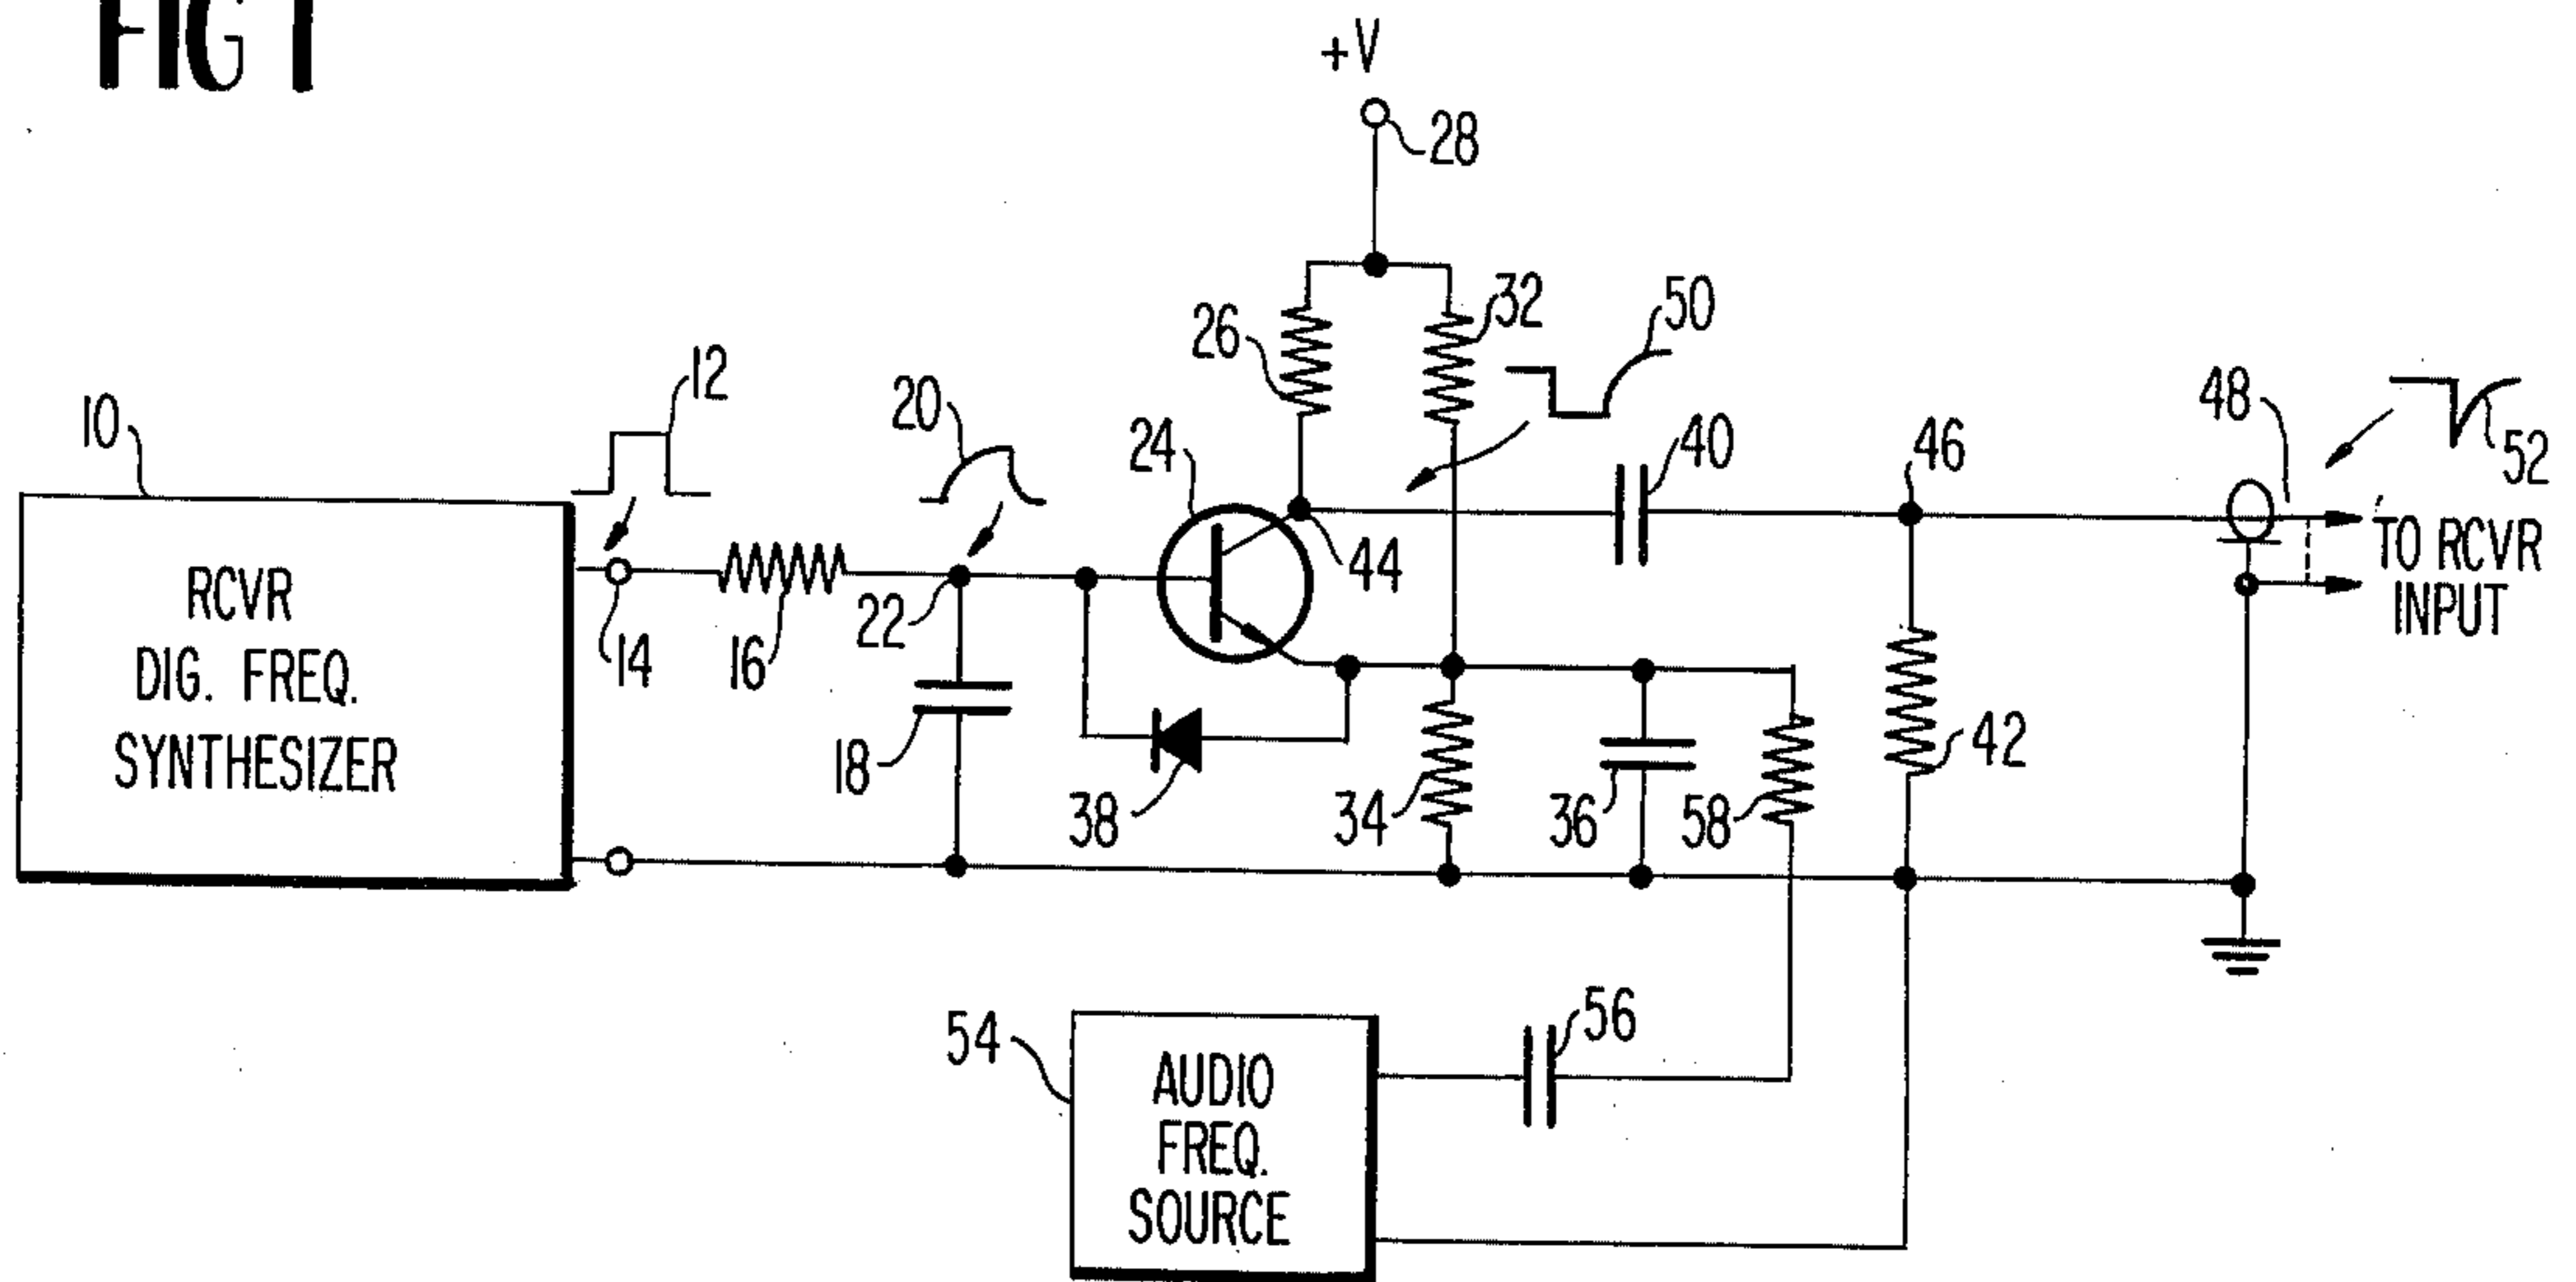 FIG 1
+V
28
26
32
50
12
10
20
24
40
46
48
52
44
RCVR
DIG. FREQ.
SYNTHESIZER
14
16
22
18
38
34
36
58
42
TO RCVR
INPUT
54
56
AUDIO
FREQ.
SOURCE